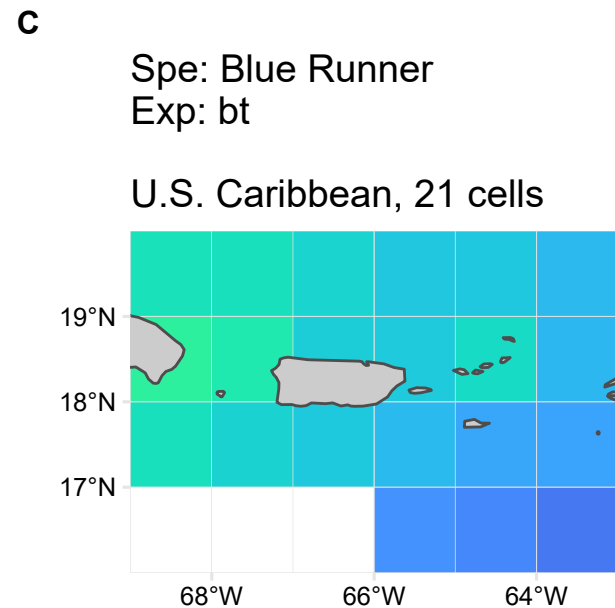 C
Spe: Blue Runner
Exp: bt
U.S. Caribbean, 21 cells
19°N
18°N
17°N
68°W 66°W 64°W